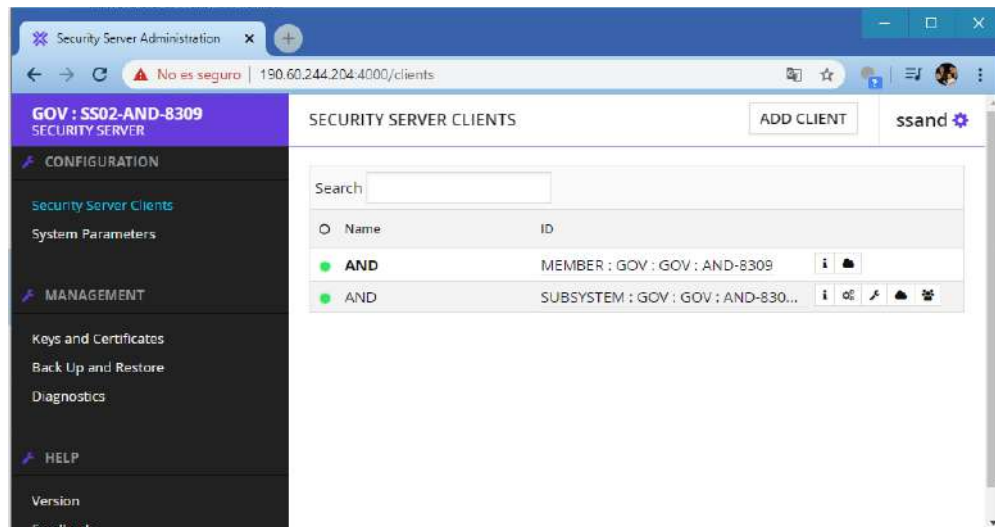 Security Server Administration
No es seguro | 190.60.244.204:4000/clients
GOV : SS02-AND-8309
SECURITY SERVER
SECURITY SERVER CLIENTS
ADD CLIENT
ssand
CONFIGURATION
Security Server Clients
System Parameters
MANAGEMENT
Keys and Certificates
Back Up and Restore
Diagnostics
HELP
Version
Search
Name ID
AND MEMBER : GOV : GOV : AND-8309
AND SUBSYSTEM : GOV : GOV : AND-830...